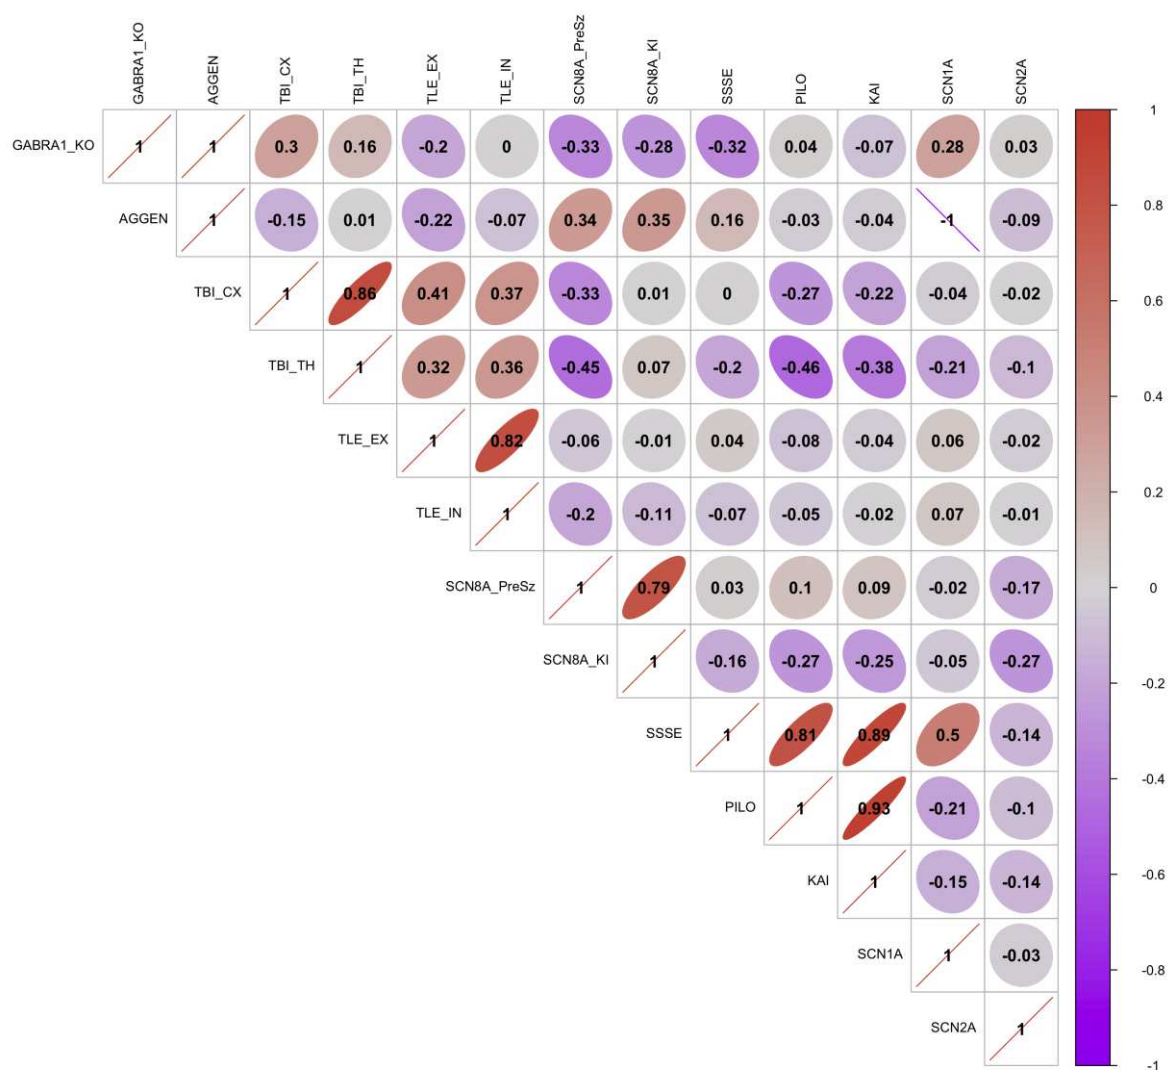 GABRA1_KO AGGEN TBI_CX TBI_TH TLE_EX TLE_IN SCN8A_PreSz SCN8A_KI SSSE PILO KAI SCN1A SCN2A
GABRA1_KO 1 1 0.3 0.16 -0.2 0 -0.33 -0.28 -0.32 0.04 -0.07 0.28 0.03
AGGEN 1 -0.15 0.01 -0.22 -0.07 0.34 0.35 0.16 -0.03 -0.04 -1 -0.09
TBI_CX 1 0.86 0.41 0.37 -0.33 0.01 0 -0.27 -0.22 -0.04 -0.02
TBI_TH 1 0.32 0.36 -0.45 0.07 -0.2 -0.46 -0.38 -0.21 -0.1
TLE_EX 1 0.82 -0.06 -0.01 0.04 -0.08 -0.04 0.06 -0.02
TLE_IN 1 -0.2 -0.11 -0.07 -0.05 -0.02 0.07 -0.01
SCN8A_PreSz 1 0.79 0.03 0.1 0.09 -0.02 -0.17
SCN8A_KI 1 -0.16 -0.27 -0.25 -0.05 -0.27
SSSE 1 0.81 0.89 0.5 -0.14
PILO 1 0.93 -0.21 -0.1
KAI 1 -0.15 -0.14
SCN1A 1 -0.03
SCN2A 1
1
0.8
0.6
0.4
0.2
0
-0.2
-0.4
-0.6
-0.8
-1